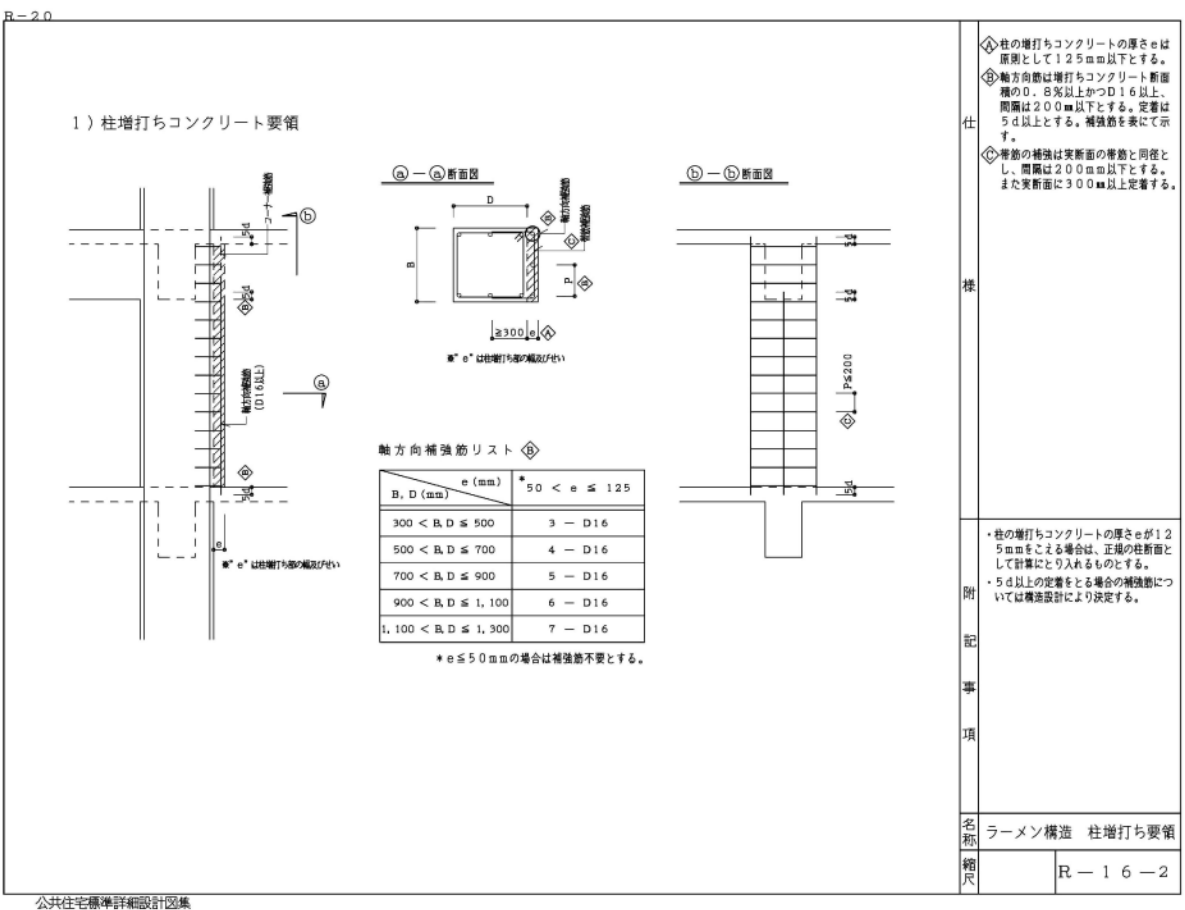 R－20
1）柱増打ちコンクリート要領
コーナー補強筋
ⓑ
5d
5d
Ⓑ
軸方向補強筋
(D16以上)
ⓐ
Ⓑ
5d
e
※"e"は柱増打ち部の幅及びせい
ⓐ－ⓐ断面図
D
B
Ⓑ
軸方向補強筋
Ⓒ
帯筋補強筋
P
Ⓑ
≧300 e Ⓐ
※"e"は柱増打ち部の幅及びせい
ⓑ－ⓑ断面図
5d
5d
P≦200
Ⓒ
5d
軸方向補強筋リスト Ⓑ
e(mm)
B,D(mm)
*50 < e ≦ 125
300 < B,D ≦ 500 3 － D16
500 < B,D ≦ 700 4 － D16
700 < B,D ≦ 900 5 － D16
900 < B,D ≦ 1,100 6 － D16
1,100 < B,D ≦ 1,300 7 － D16
＊e≦50mmの場合は補強筋不要とする。
仕様
Ⓐ柱の増打ちコンクリートの厚さeは
原則として125mm以下とする。
Ⓑ軸方向筋は増打ちコンクリート断面
積の0．8%以上かつD16以上、
間隔は200㎜以下とする。定着は
5d以上とする。補強筋を表にて示
す。
Ⓒ帯筋の補強は実断面の帯筋と同径と
し、間隔は200mm以下とする。
また実断面に300㎜以上定着する。
附記事項
・柱の増打ちコンクリートの厚さeが12
5mmをこえる場合は、正規の柱断面と
して計算にとり入れるものとする。
・5d以上の定着をとる場合の補強筋につ
いては構造設計により決定する。
名称
ラーメン構造 柱増打ち要領
縮尺
R－16－2
公共住宅標準詳細設計図集